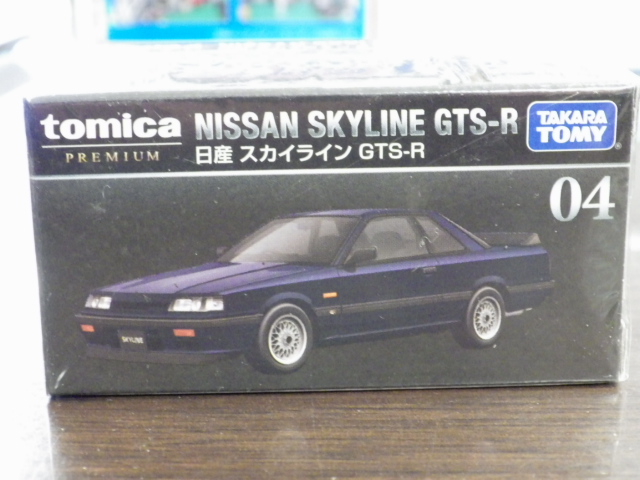 tomica
PREMIUM
NISSAN SKYLINE GTS-R
日産 スカイライン GTS-R
TAKARA
TOMY
04
SKYLINE